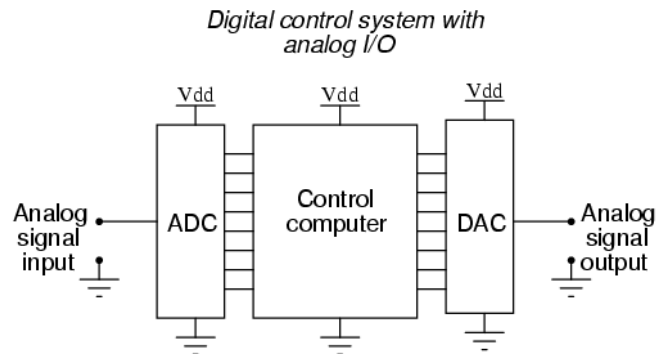 Digital control system with
analog I/O
Vdd
Vdd
Vdd
Analog
signal
input
ADC
Control
computer
DAC
Analog
signal
output